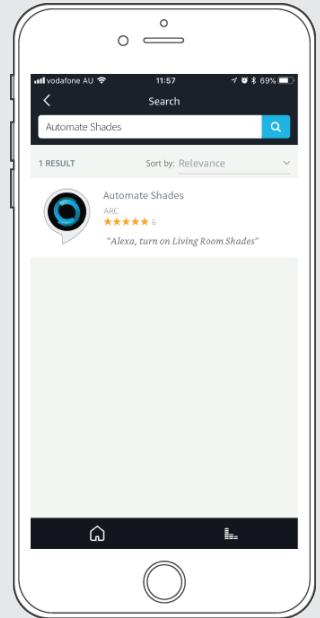 vodafone AU 11:57 69%
Search
Automate Shades
1 RESULT Sort by: Relevance
Automate Shades
ARC
6
"Alexa, turn on Living Room Shades"